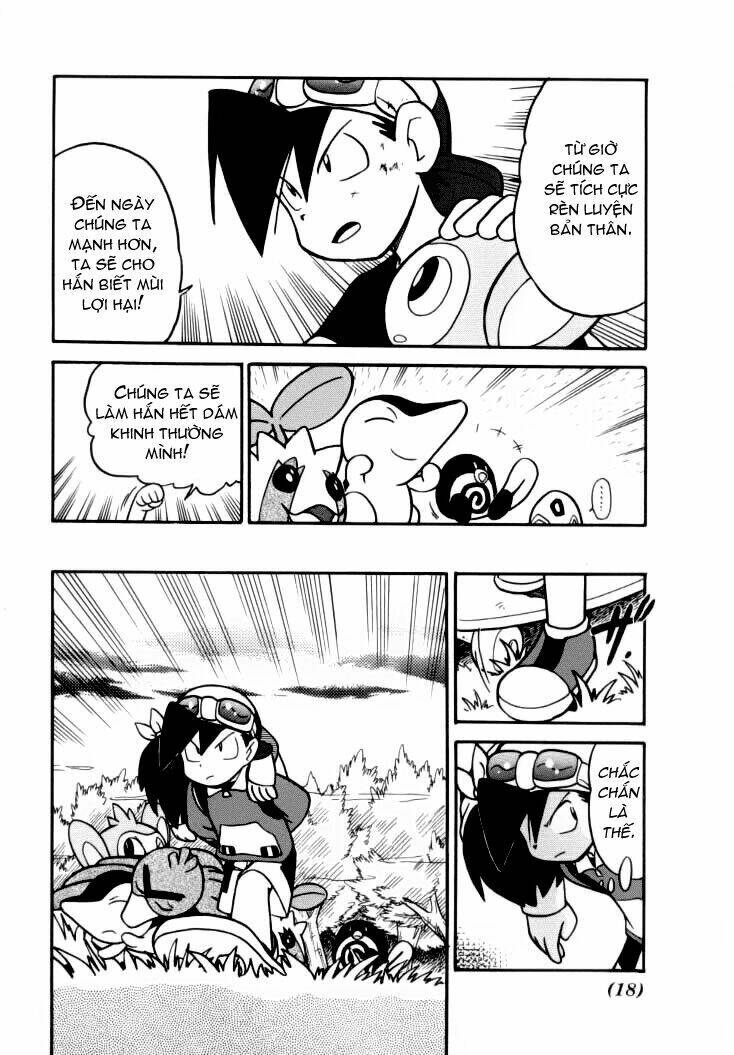 TỪ GIỜ
CHÚNG TA
SẼ TÍCH CỰC
RÈN LUYỆN
BẢN THÂN.
ĐẾN NGÀY
CHÚNG TA
MẠNH HƠN,
TA SẼ CHO
HẮN BIẾT MÙI
LỢI HẠI!
CHÚNG TA SẼ
LÀM HẮN HẾT DÁM
KHINH THƯỜNG
MÌNH!
......
ザッ
CHẮC
CHẮN
LÀ
THẾ.
(18)